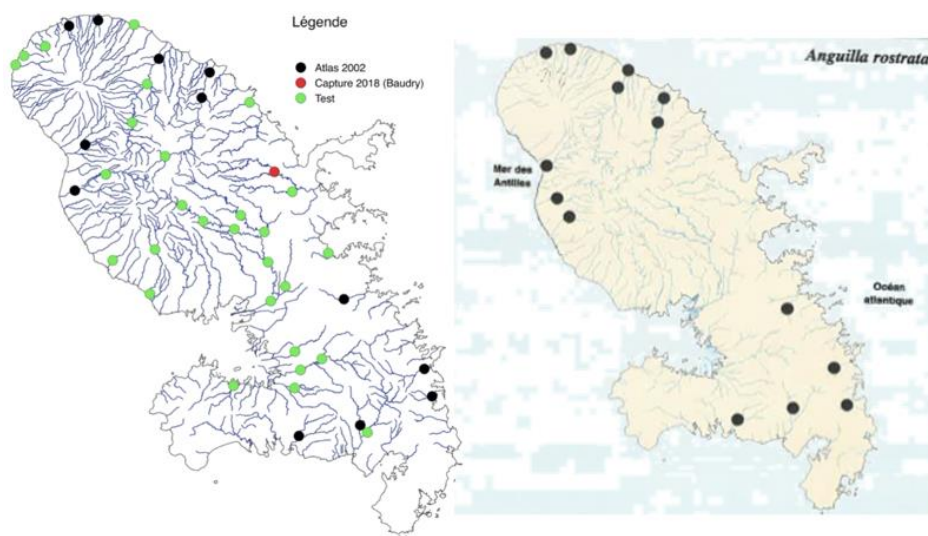 Légende
Atlas 2002
Capture 2018 (Baudry)
Test
Anguilla rostrata
Mer des
Antilles
Océan
atlantique